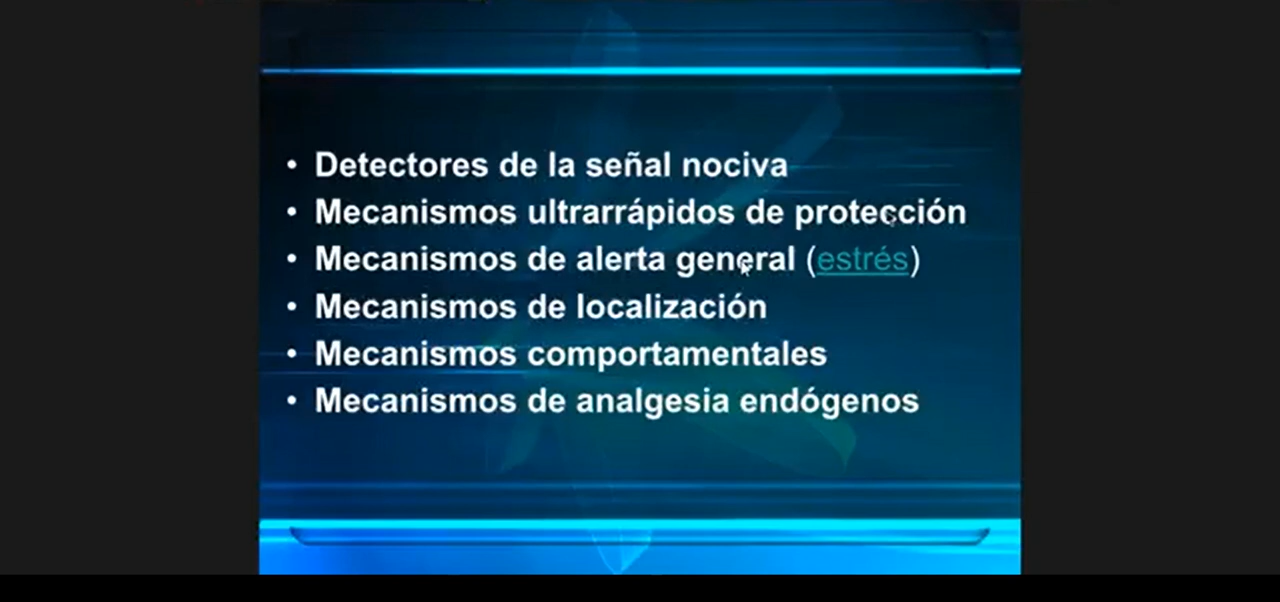 • Detectores de la señal nociva
• Mecanismos ultrarrápidos de protección
• Mecanismos de alerta general (estrés)
• Mecanismos de localización
• Mecanismos comportamentales
• Mecanismos de analgesia endógenos